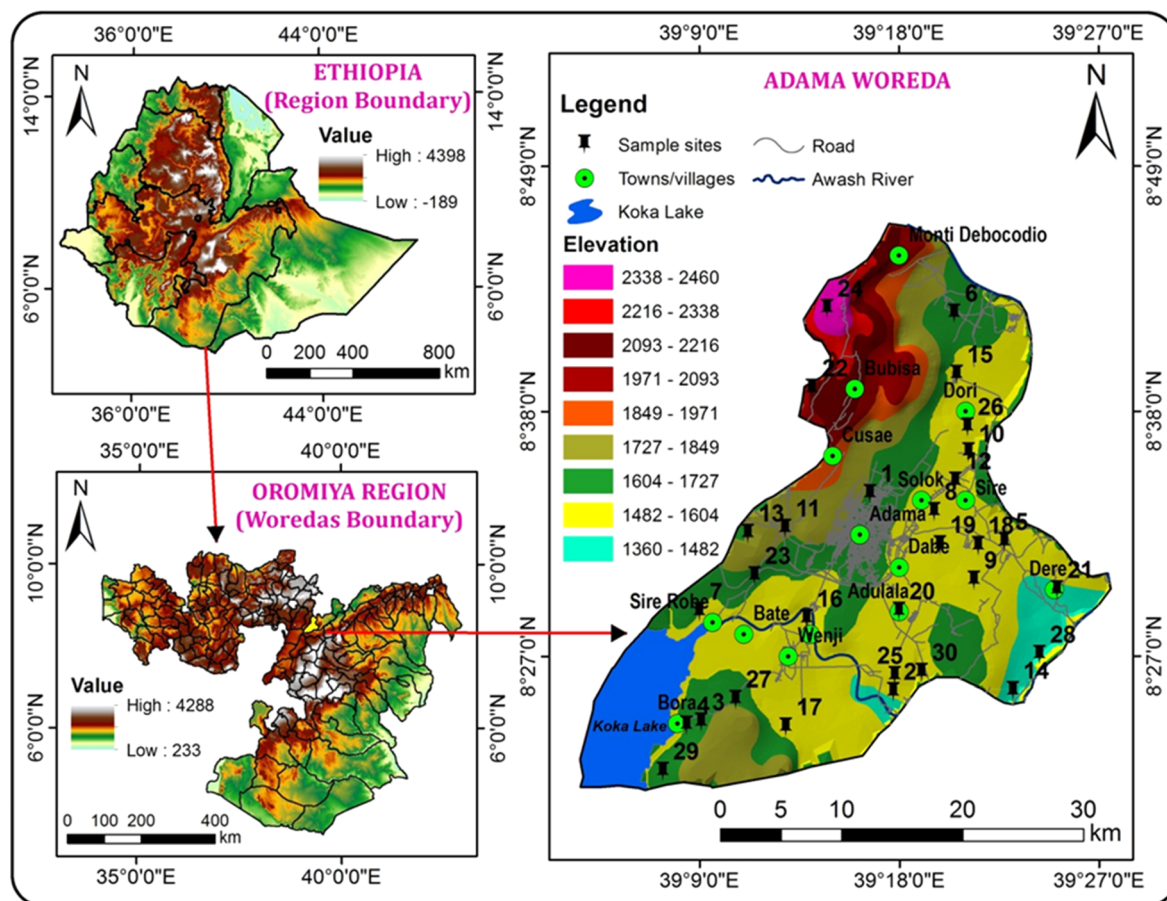 36°0'0"E
44°0'0"E
14°0'0"N
6°0'0"N
N
ETHIOPIA
(Region Boundary)
Value
High : 4398
Low : -189
14°0'0"N
6°0'0"N
0 200 400 800
km
36°0'0"E
44°0'0"E
35°0'0"E
40°0'0"E
10°0'0"N
6°0'0"N
N
OROMIYA REGION
(Woredas Boundary)
Value
High : 4288
Low : 233
10°0'0"N
6°0'0"N
0 100 200 400
km
35°0'0"E
40°0'0"E
39°9'0"E
39°18'0"E
39°27'0"E
8°49'0"N
8°38'0"N
8°27'0"N
ADAMA WOREDA
N
Legend
Sample sites
Road
Towns/villages
Awash River
Koka Lake
Elevation
2338 - 2460
2216 - 2338
2093 - 2216
1971 - 2093
1849 - 1971
1727 - 1849
1604 - 1727
1482 - 1604
1360 - 1482
Monti Debocodio
24
6
15
22
Bubisa
Dori
26
10
Cusae
12
1
Solok
8
Sire
13
11
Adama
19
18
5
Dabe
9
23
Dere
21
7
Sire Robe
16
Adulala
20
Bate
Wenji
28
25
2
30
14
27
Bora
4
3
17
Koka Lake
29
0 5 10 20 30
km
39°9'0"E
39°18'0"E
39°27'0"E